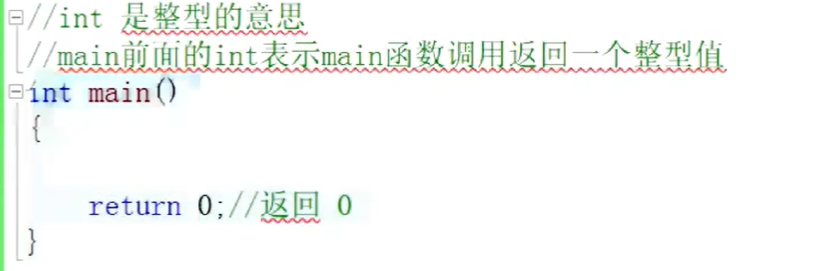 //int 是整型的意思
//main前面的int表示main函数调用返回一个整型值
int main()
{
return 0;//返回 0
}